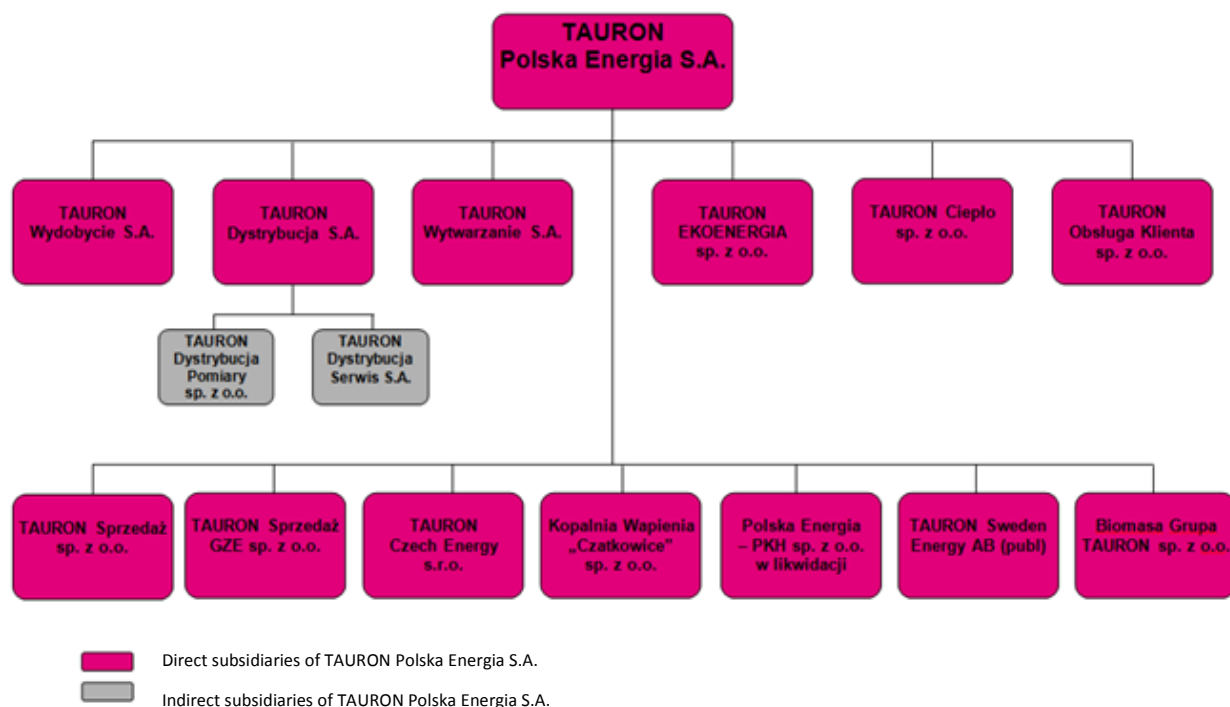 TAURON
Polska Energia S.A.
TAURON
Wydobycie S.A.
TAURON
Dystrybucja S.A.
TAURON
Wytwarzanie S.A.
TAURON
EKOENERGIA
sp. z o.o.
TAURON Ciepło
sp. z o.o.
TAURON
Obsługa Klienta
sp. z o.o.
TAURON
Dystrybucja
Pomiary
sp. z o.o.
TAURON
Dystrybucja
Serwis S.A.
TAURON Sprzedaż
sp. z o.o.
TAURON Sprzedaż
GZE sp. z o.o.
TAURON
Czech Energy
s.r.o.
Kopalnia Wapienia
„Czatkowice”
sp. z o.o.
Polska Energia
– PKH sp. z o.o.
w likwidacji
TAURON Sweden
Energy AB (publ)
Biomasa Grupa
TAURON sp. z o.o.
Direct subsidiaries of TAURON Polska Energia S.A.
Indirect subsidiaries of TAURON Polska Energia S.A.